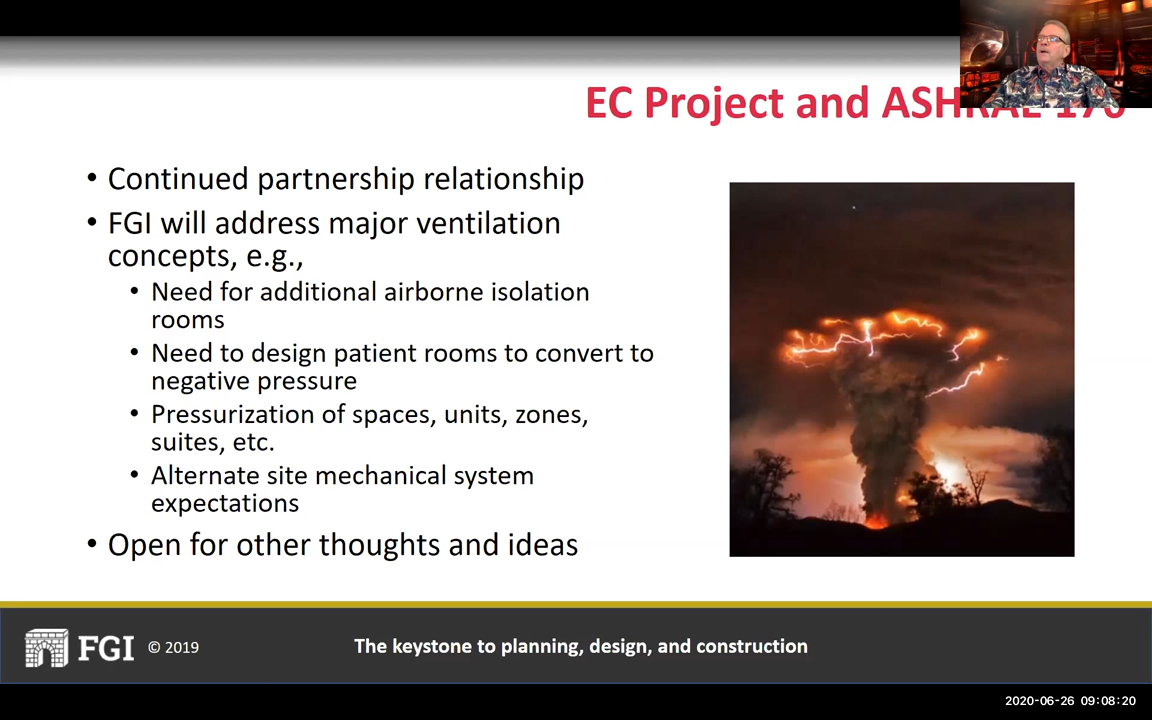 EC Project and ASHRAE 170
• Continued partnership relationship
• FGI will address major ventilation
concepts, e.g.,
• Need for additional airborne isolation
rooms
• Need to design patient rooms to convert to
negative pressure
• Pressurization of spaces, units, zones,
suites, etc.
• Alternate site mechanical system
expectations
• Open for other thoughts and ideas
FGI © 2019
The keystone to planning, design, and construction
2020-06-26 09:08:20